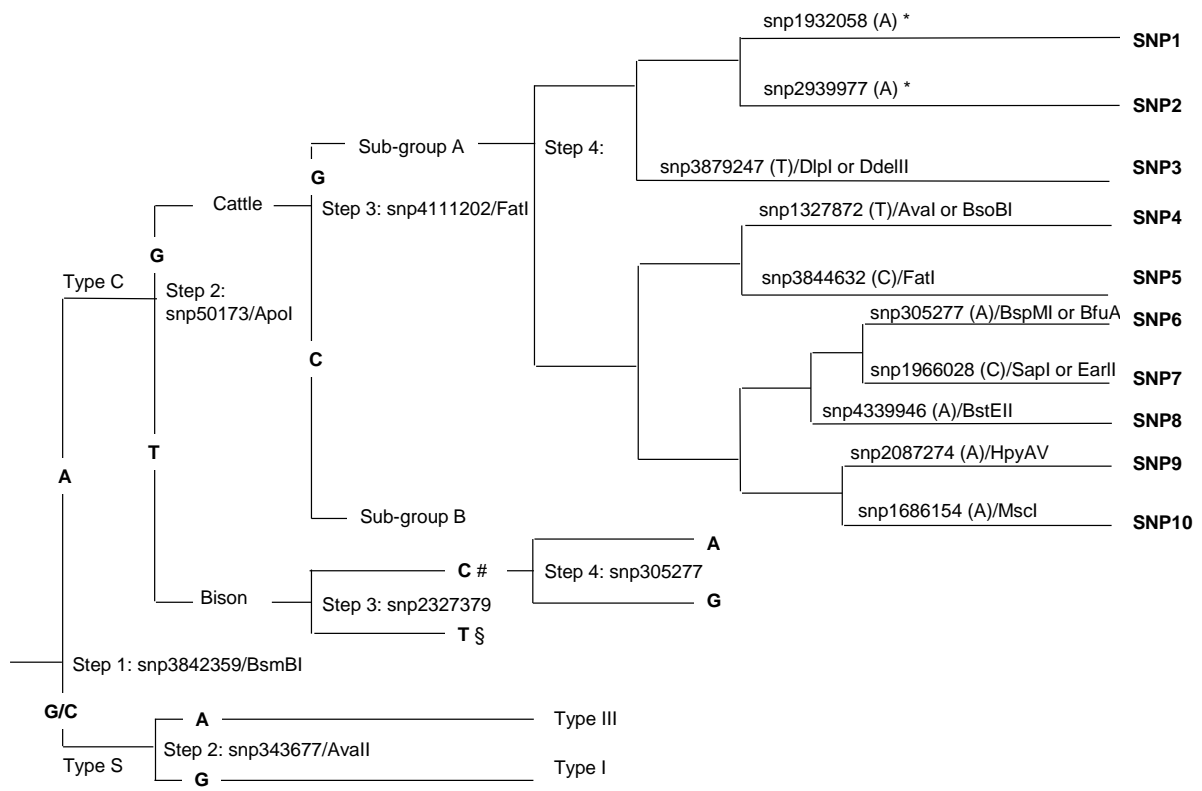 snp1932058 (A) *
SNP1
snp2939977 (A) *
SNP2
Sub-group A
Step 4:
snp3879247 (T)/DlpI or DdeIII
SNP3
G
Cattle
Step 3: snp4111202/FatI
snp1327872 (T)/AvaI or BsoBI
SNP4
G
Type C
Step 2:
snp50173/ApoI
snp3844632 (C)/FatI
SNP5
snp305277 (A)/BspMI or BfuA
SNP6
C
snp1966028 (C)/SapI or EarII
SNP7
snp4339946 (A)/BstEII
SNP8
T
A
snp2087274 (A)/HpyAV
SNP9
Sub-group B
snp1686154 (A)/MscI
SNP10
A
C #
Step 4: snp305277
Bison
Step 3: snp2327379
G
T §
Step 1: snp3842359/BsmBI
G/C
A
Type III
Step 2: snp343677/AvaII
Type S
G
Type I